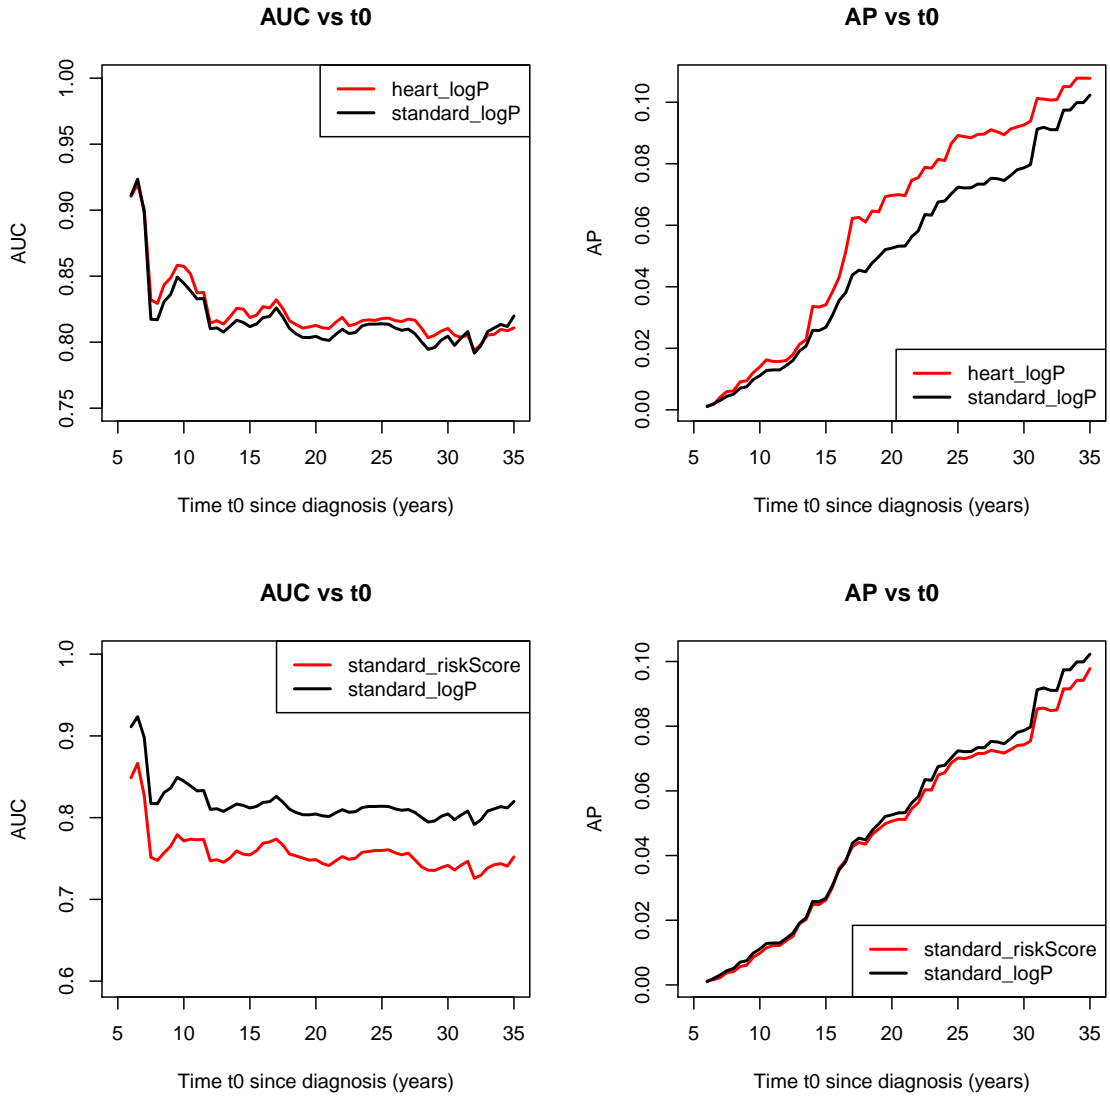 AUC vs t0
AUC
1.00
0.95
0.90
0.85
0.80
0.75
heart_logP
standard_logP
5 10 15 20 25 30 35
Time t0 since diagnosis (years)
AP vs t0
AP
0.10
0.08
0.06
0.04
0.02
0.00
heart_logP
standard_logP
5 10 15 20 25 30 35
Time t0 since diagnosis (years)
AUC vs t0
AUC
1.0
0.9
0.8
0.7
0.6
standard_riskScore
standard_logP
5 10 15 20 25 30 35
Time t0 since diagnosis (years)
AP vs t0
AP
0.10
0.08
0.06
0.04
0.02
0.00
standard_riskScore
standard_logP
5 10 15 20 25 30 35
Time t0 since diagnosis (years)